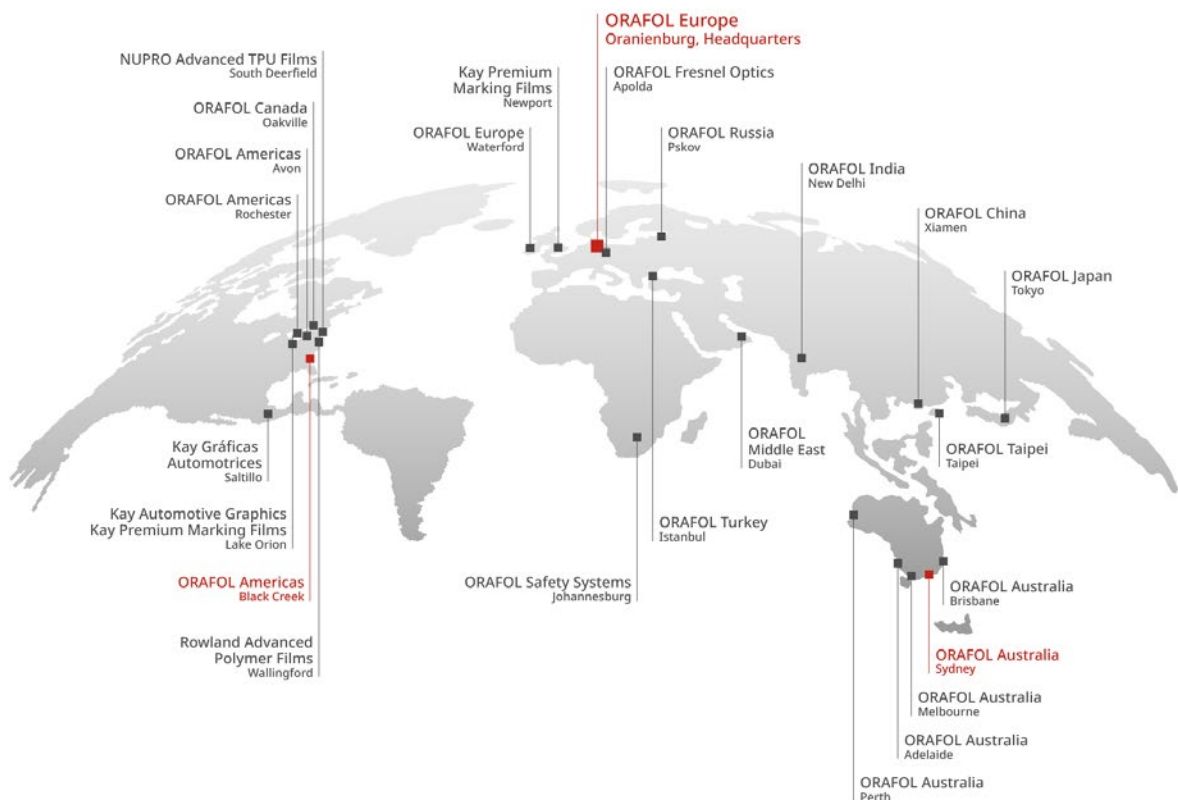 ORAFOL Europe
Oranienburg, Headquarters
NUPRO Advanced TPU Films
South Deerfield
Kay Premium
Marking Films
Newport
ORAFOL Fresnel Optics
Apolda
ORAFOL Canada
Oakville
ORAFOL Europe
Waterford
ORAFOL Russia
Pskov
ORAFOL Americas
Avon
ORAFOL India
New Delhi
ORAFOL Americas
Rochester
ORAFOL China
Xiamen
ORAFOL Japan
Tokyo
Kay Gráficas
Automotrices
Saltillo
ORAFOL
Middle East
Dubai
ORAFOL Taipei
Taipei
Kay Automotive Graphics
Kay Premium Marking Films
Lake Orion
ORAFOL Turkey
Istanbul
ORAFOL Americas
Black Creek
ORAFOL Safety Systems
Johannesburg
ORAFOL Australia
Brisbane
Rowland Advanced
Polymer Films
Wallingford
ORAFOL Australia
Sydney
ORAFOL Australia
Melbourne
ORAFOL Australia
Adelaide
ORAFOL Australia
Perth